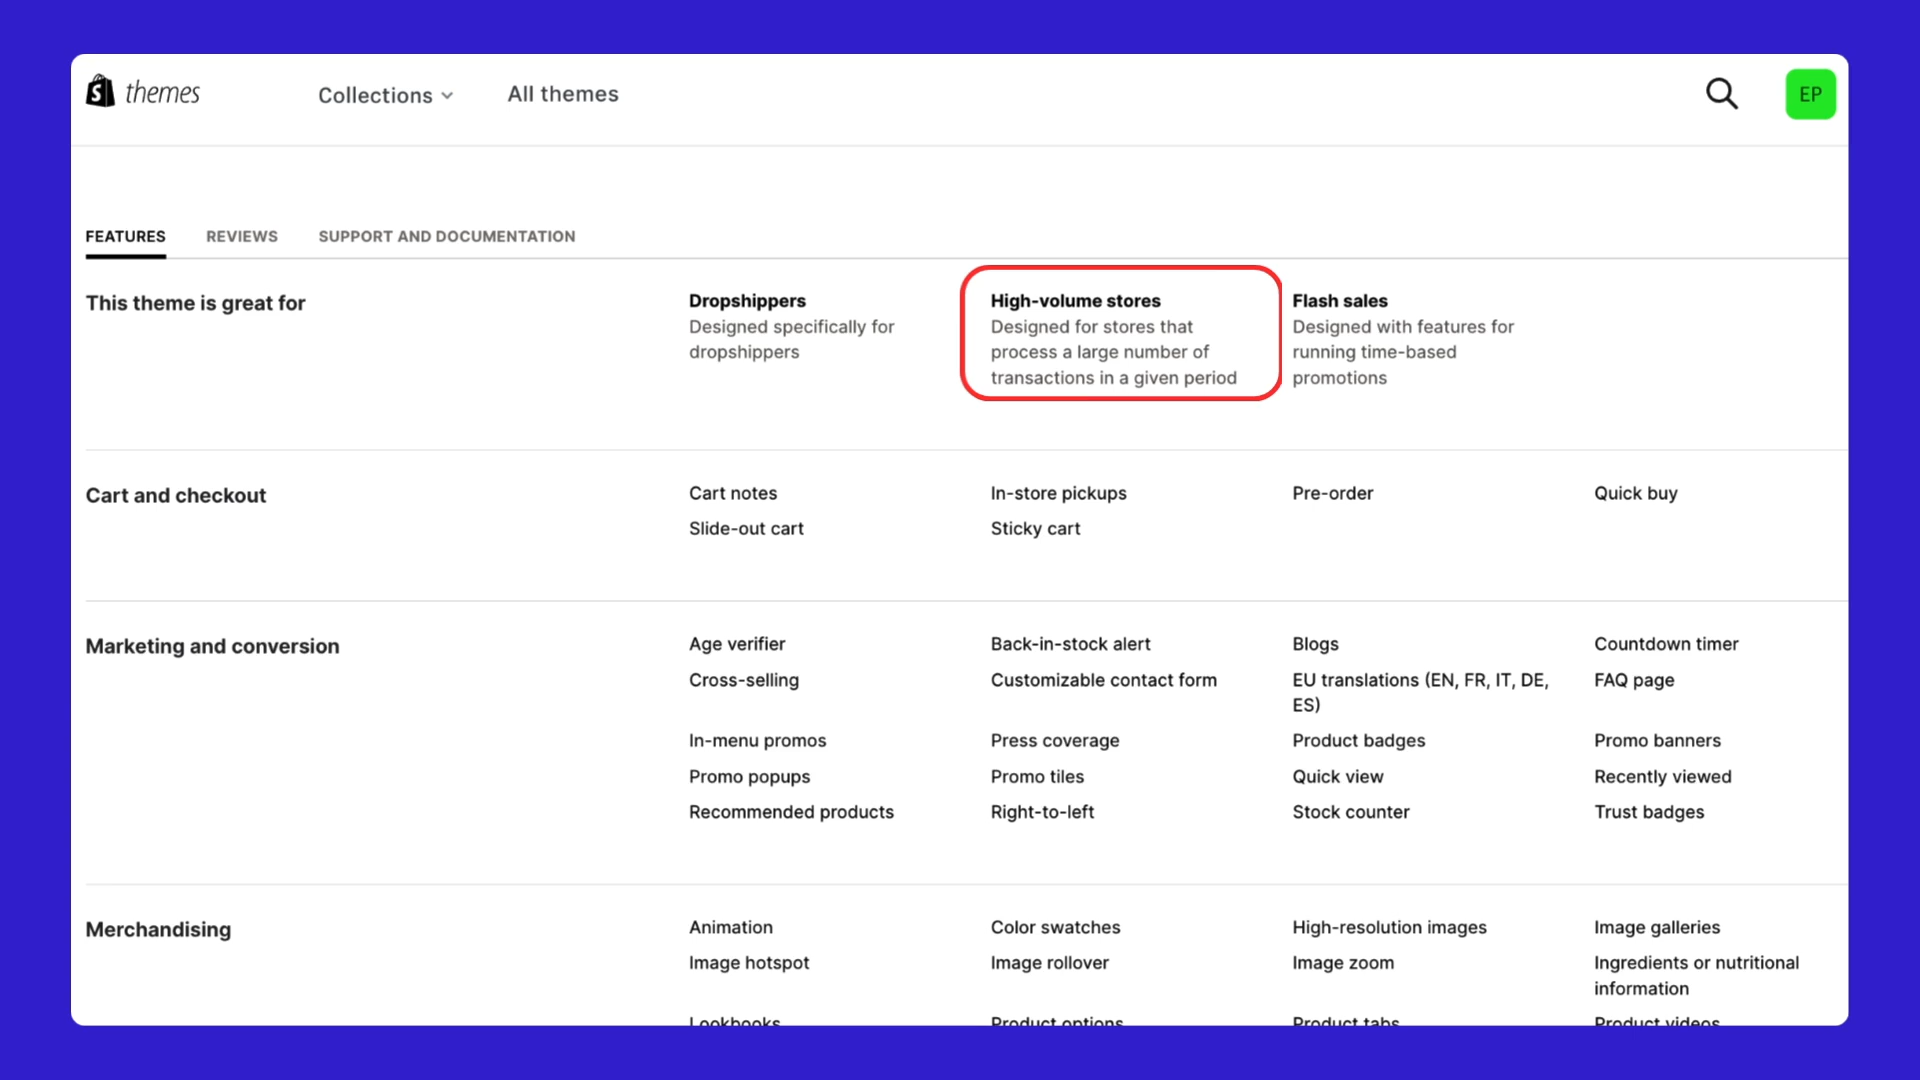 themes
Collections
All themes
EP
FEATURES
REVIEWS
SUPPORT AND DOCUMENTATION
This theme is great for
Dropshippers
Designed specifically for
dropshippers
High-volume stores
Designed for stores that
process a large number of
transactions in a given period
Flash sales
Designed with features for
running time-based
promotions
Cart and checkout
Cart notes
In-store pickups
Pre-order
Quick buy
Slide-out cart
Sticky cart
Marketing and conversion
Age verifier
Back-in-stock alert
Blogs
Countdown timer
Cross-selling
Customizable contact form
EU translations (EN, FR, IT, DE,
ES)
FAQ page
In-menu promos
Press coverage
Product badges
Promo banners
Promo popups
Promo tiles
Quick view
Recently viewed
Recommended products
Right-to-left
Stock counter
Trust badges
Merchandising
Animation
Color swatches
High-resolution images
Image galleries
Image hotspot
Image rollover
Image zoom
Ingredients or nutritional
information
Lookbooks
Product options
Product tabs
Product videos